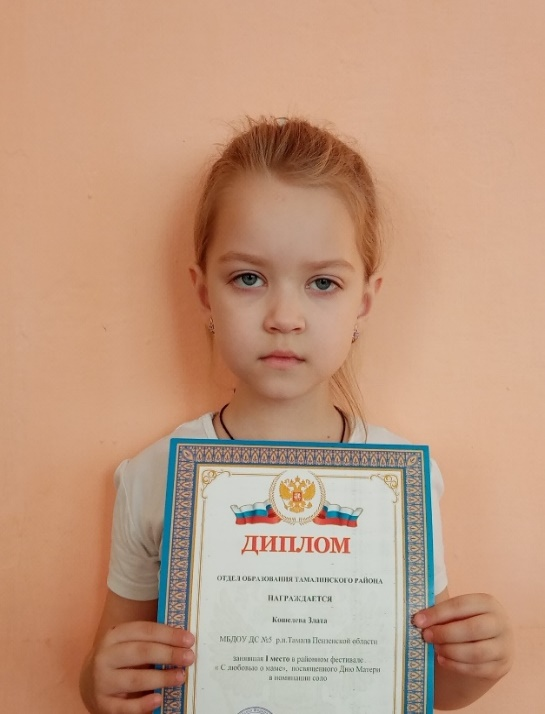 ДИПЛОМ
ОТДЕЛ ОБРАЗОВАНИЯ ТАМАЛИНСКОГО РАЙОНА
НАГРАЖДАЕТСЯ
Злата
МБДОУ ДС №5 р.п.Тамала Пензенской области
занявшая I место в районном фестивале
« С любовью о маме», посвященного Дню Матери
в номинации соло